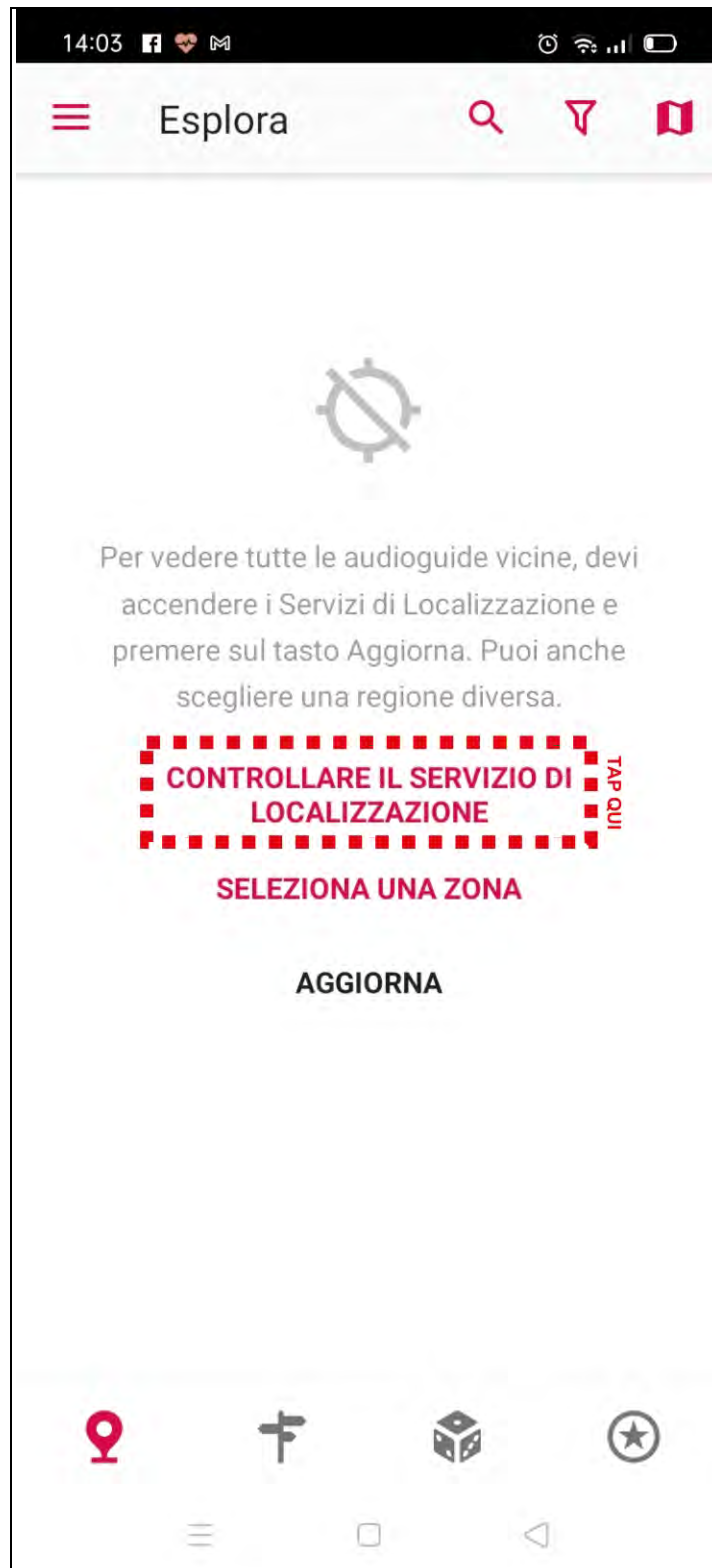 14:03
Esplora
Per vedere tutte le audioguide vicine, devi
accendere i Servizi di Localizzazione e
premere sul tasto Aggiorna. Puoi anche
scegliere una regione diversa.
CONTROLLARE IL SERVIZIO DI
LOCALIZZAZIONE
TAP QUI
SELEZIONA UNA ZONA
AGGIORNA